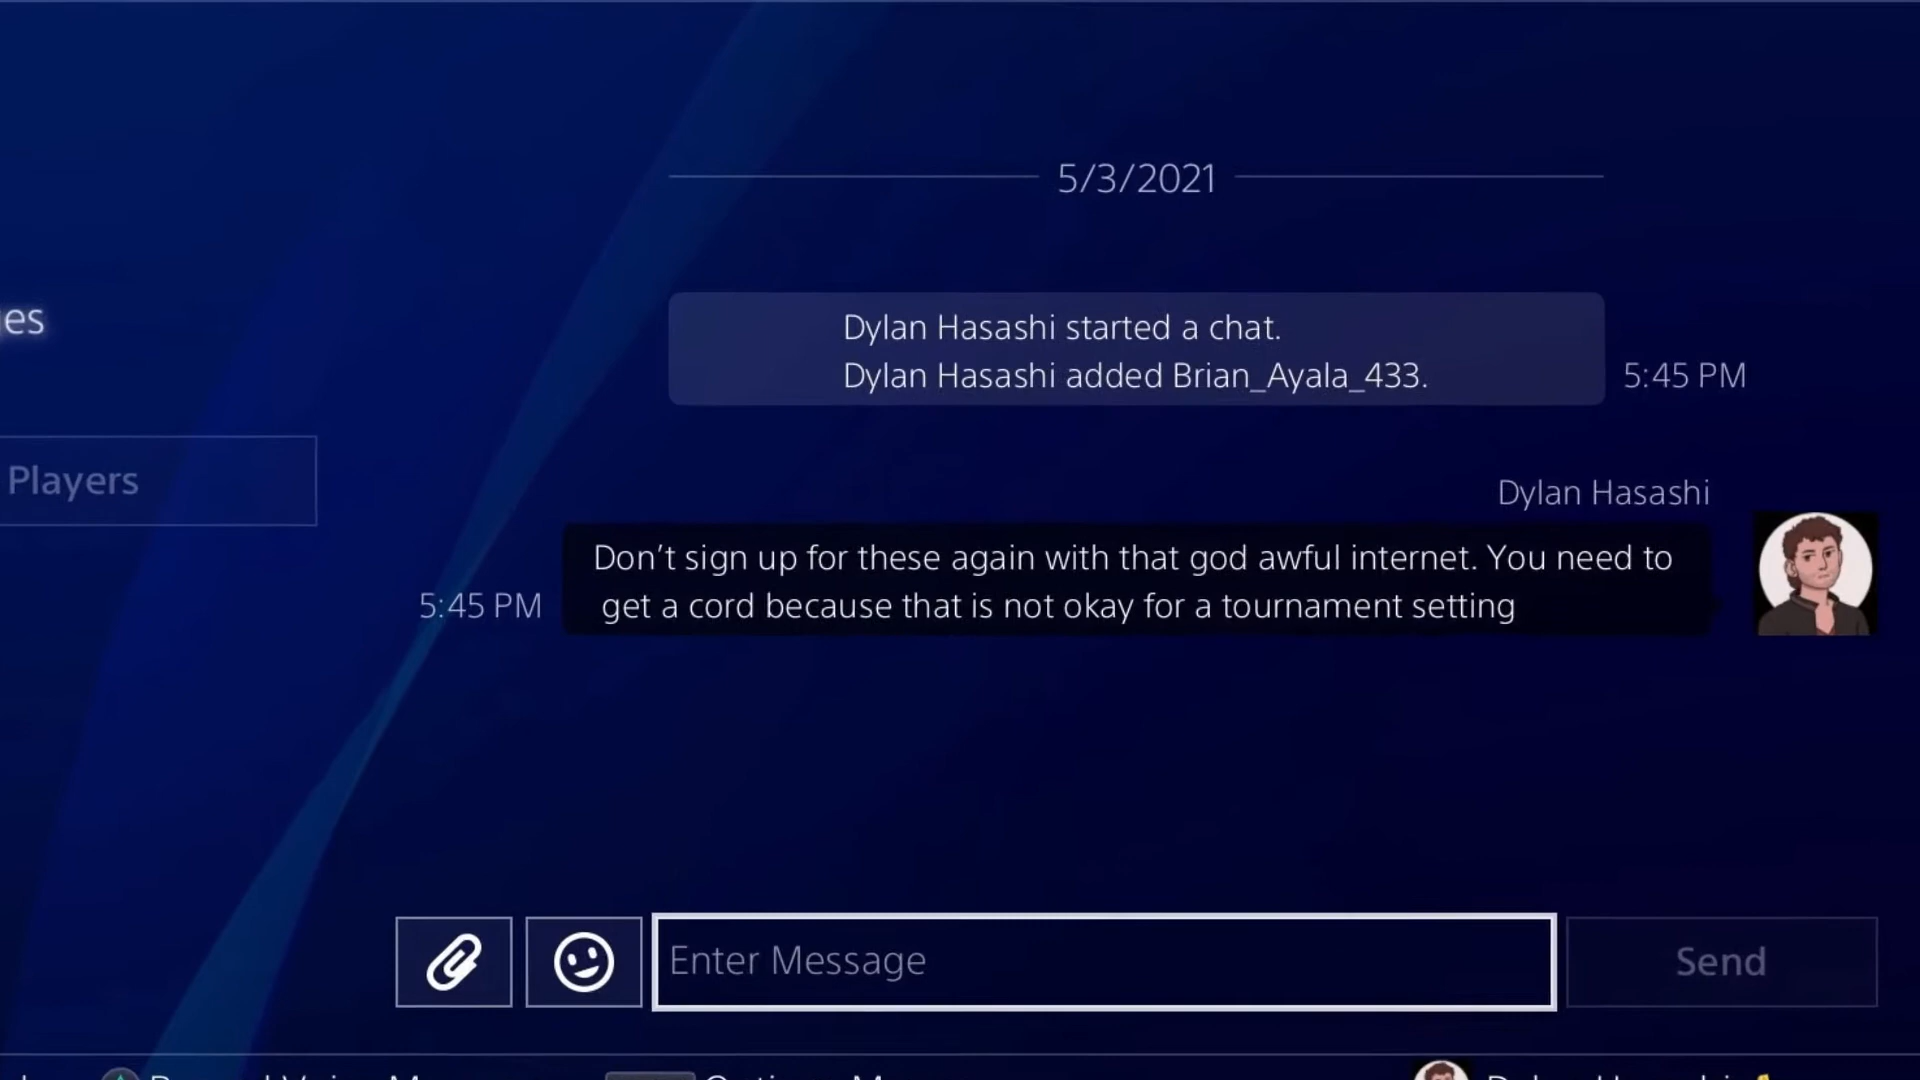 5/3/2021
Dylan Hasashi started a chat.
Dylan Hasashi added Brian_Ayala_433.
5:45 PM
Players
Dylan Hasashi
Don't sign up for these again with that god awful internet. You need to
get a cord because that is not okay for a tournament setting
5:45 PM
Enter Message
Send